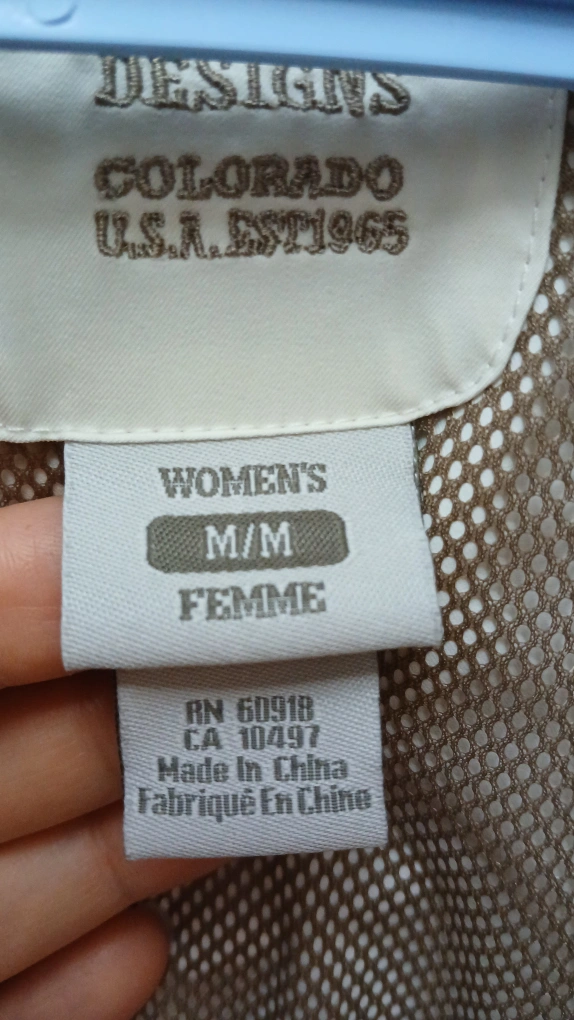 DESIGNS
COLORADO
U.S.A. EST1965
WOMEN'S
M/M
FEMME
RN 60918
CA 10497
Made In China
Fabriqué En Chine